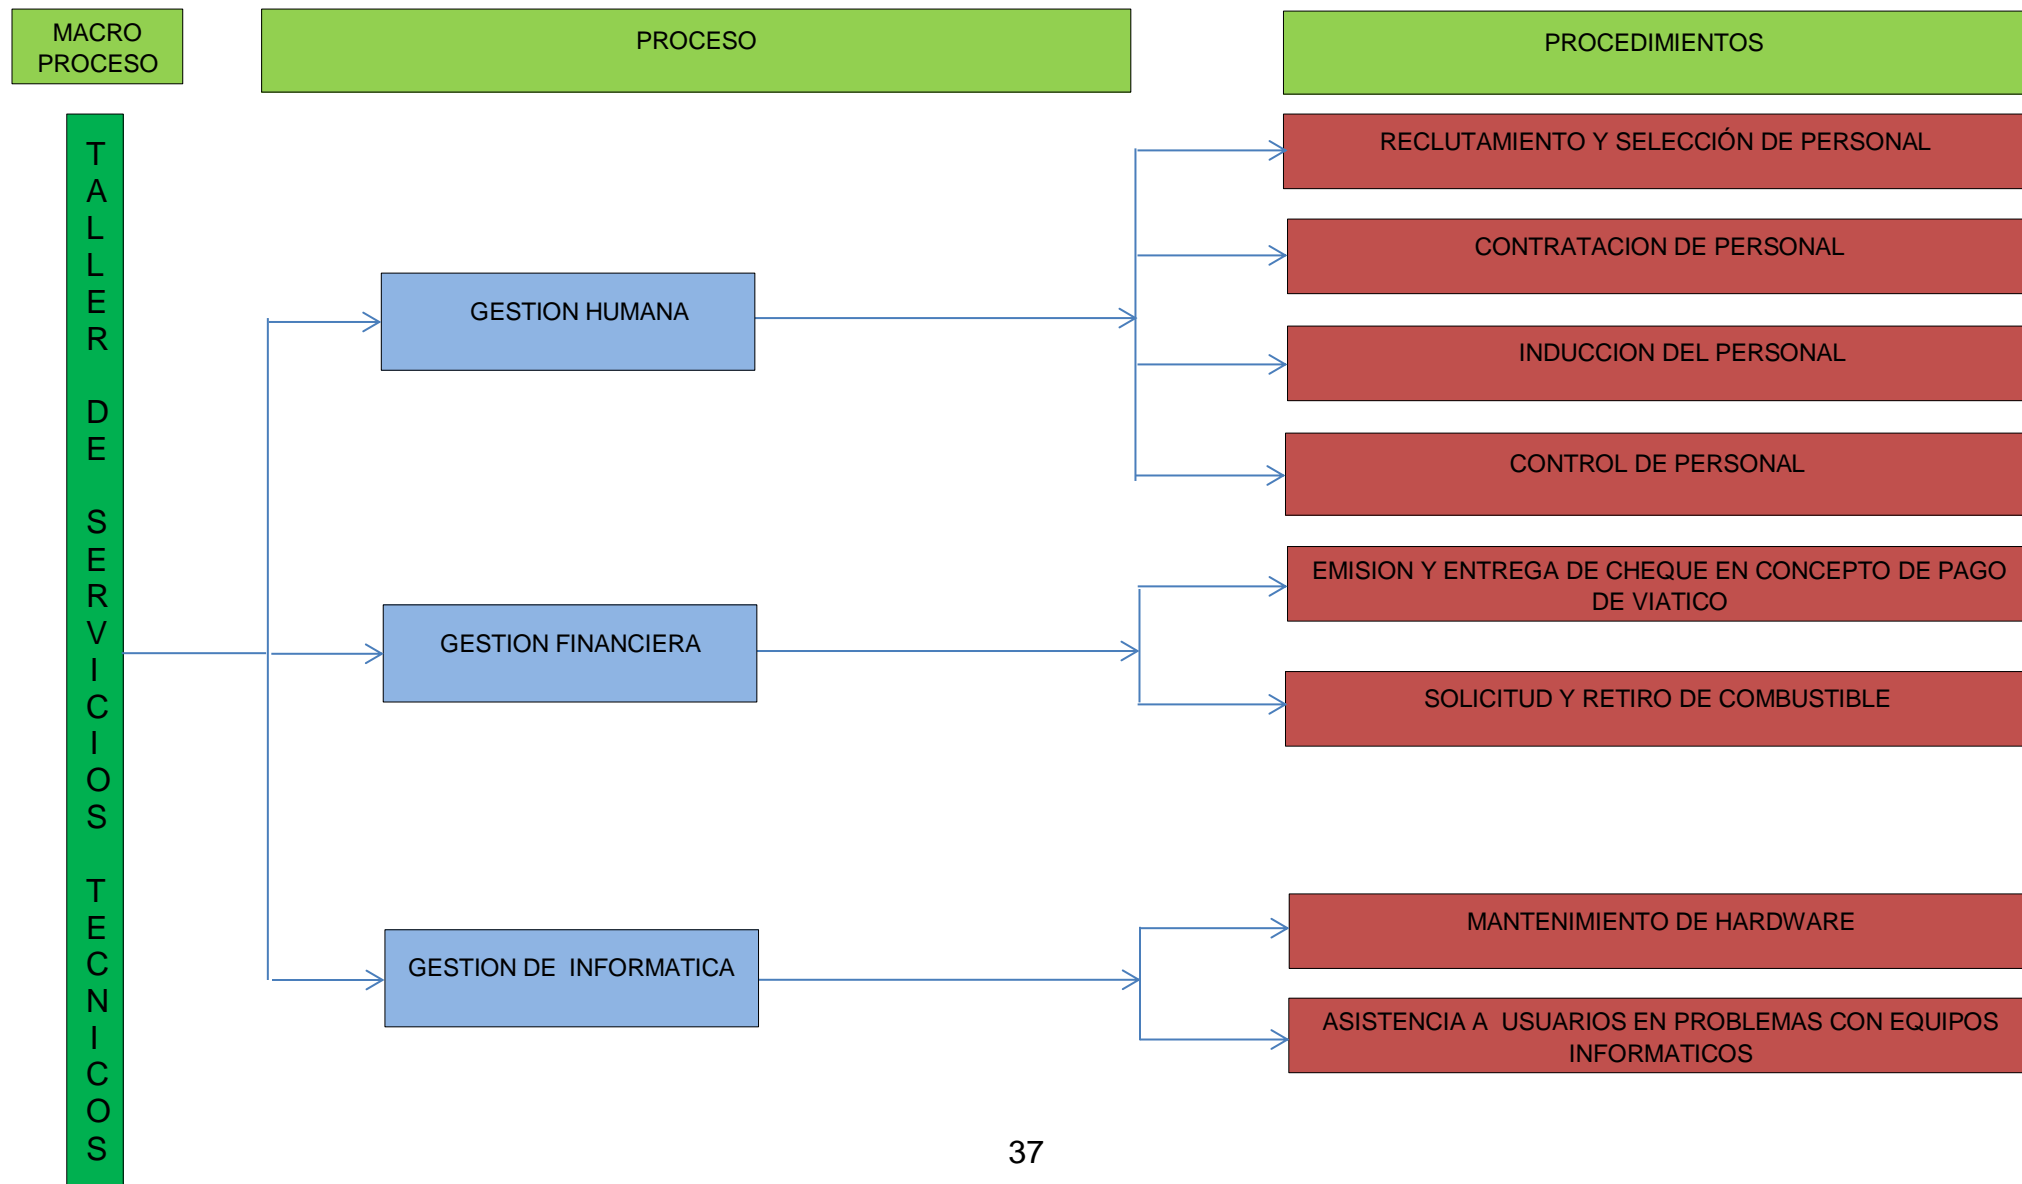 MACRO
PROCESO
PROCESO
PROCEDIMIENTOS
TALLER DE SERVICIOS TECNICOS
GESTION HUMANA
RECLUTAMIENTO Y SELECCIÓN DE PERSONAL
CONTRATACION DE PERSONAL
INDUCCION DEL PERSONAL
CONTROL DE PERSONAL
GESTION FINANCIERA
EMISION Y ENTREGA DE CHEQUE EN CONCEPTO DE PAGO
DE VIATICO
SOLICITUD Y RETIRO DE COMBUSTIBLE
GESTION DE  INFORMATICA
MANTENIMIENTO DE HARDWARE
ASISTENCIA A  USUARIOS EN PROBLEMAS CON EQUIPOS
INFORMATICOS
37